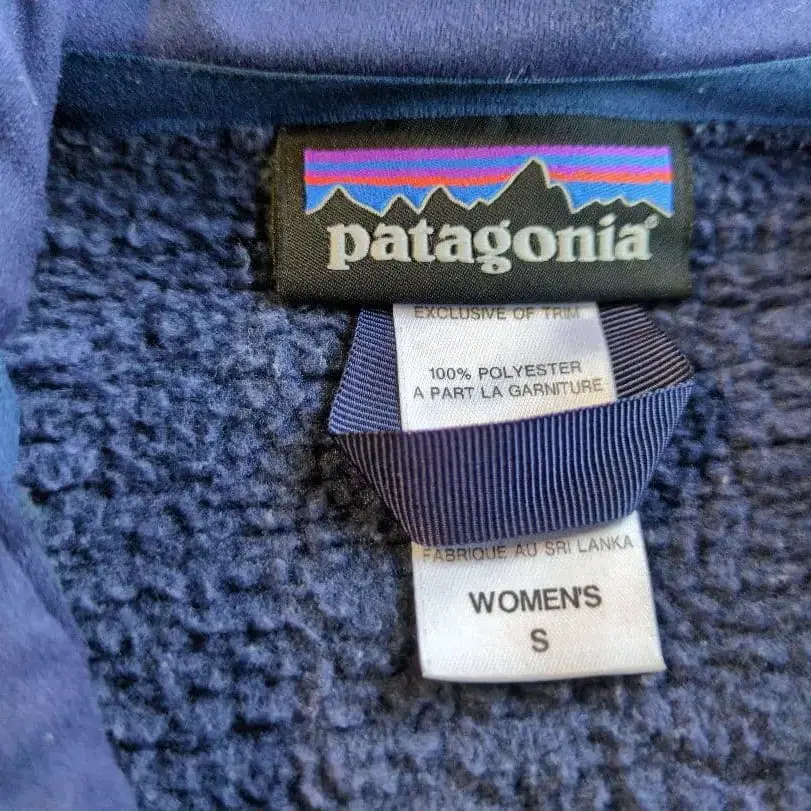 patagonia®
EXCLUSIVE OF TRIM
100% POLYESTER
A PART LA GARNITURE
FABRIQUE AU SRI LANKA
WOMEN'S
S